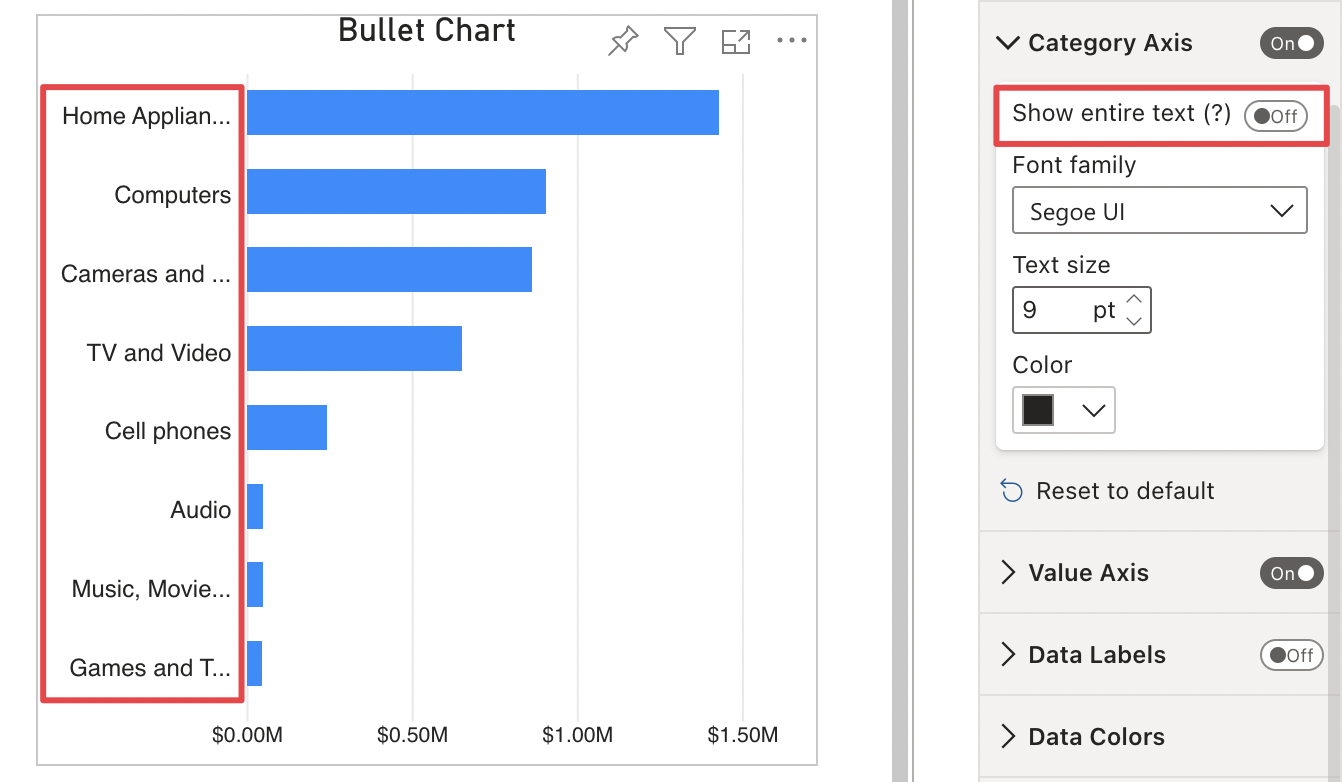 Bullet Chart
Home Applian...
Computers
Cameras and ...
TV and Video
Cell phones
Audio
Music, Movie...
Games and T...
$0.00M $0.50M $1.00M $1.50M
Category Axis On
Show entire text (?) Off
Font family
Segoe UI
Text size
9 pt
Color
Reset to default
Value Axis On
Data Labels Off
Data Colors